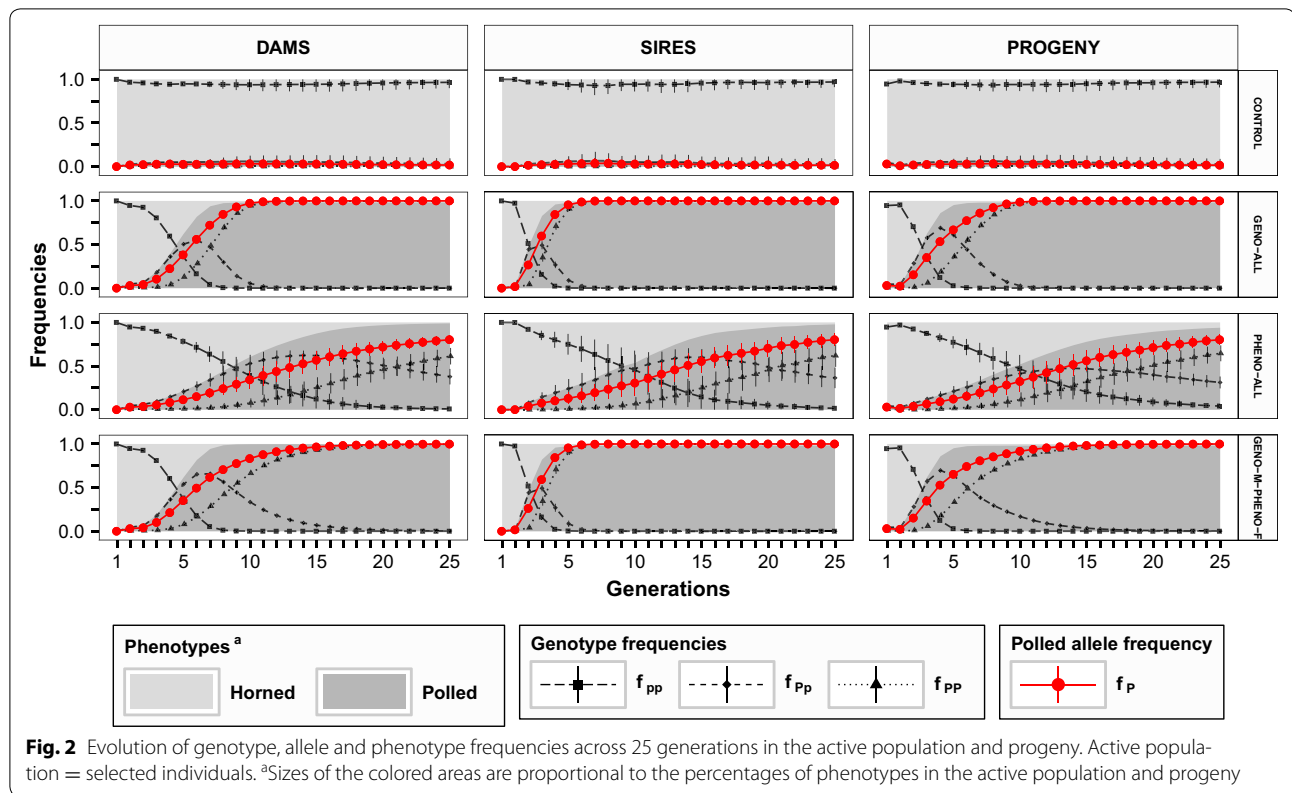 DAMS
SIRES
PROGENY
Frequencies
1.0
0.5
0.0
CONTROL
1.0
0.5
0.0
GENO-ALL
1.0
0.5
0.0
PHENO-ALL
1.0
0.5
0.0
GENO-M-PHENO-F
1 5 10 15 20 25
1 5 10 15 20 25
1 5 10 15 20 25
Generations
Phenotypes a
Horned
Polled
Genotype frequencies
f pp
f Pp
f PP
Polled allele frequency
f P
Fig. 2 Evolution of genotype, allele and phenotype frequencies across 25 generations in the active population and progeny. Active popula-
tion = selected individuals. aSizes of the colored areas are proportional to the percentages of phenotypes in the active population and progeny